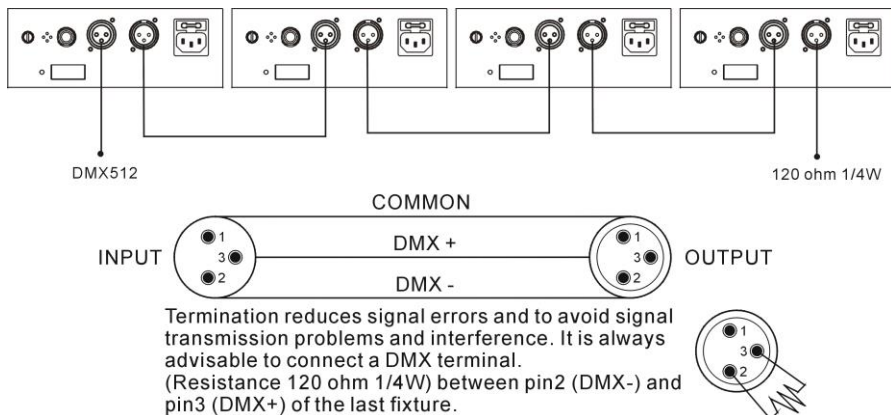 DMX512
120 ohm 1/4W
COMMON
INPUT
1
3
2
DMX +
DMX -
1
3
2
OUTPUT
Termination reduces signal errors and to avoid signal
transmission problems and interference. It is always
advisable to connect a DMX terminal.
(Resistance 120 ohm 1/4W) between pin2 (DMX-) and
pin3 (DMX+) of the last fixture.
1
3
2